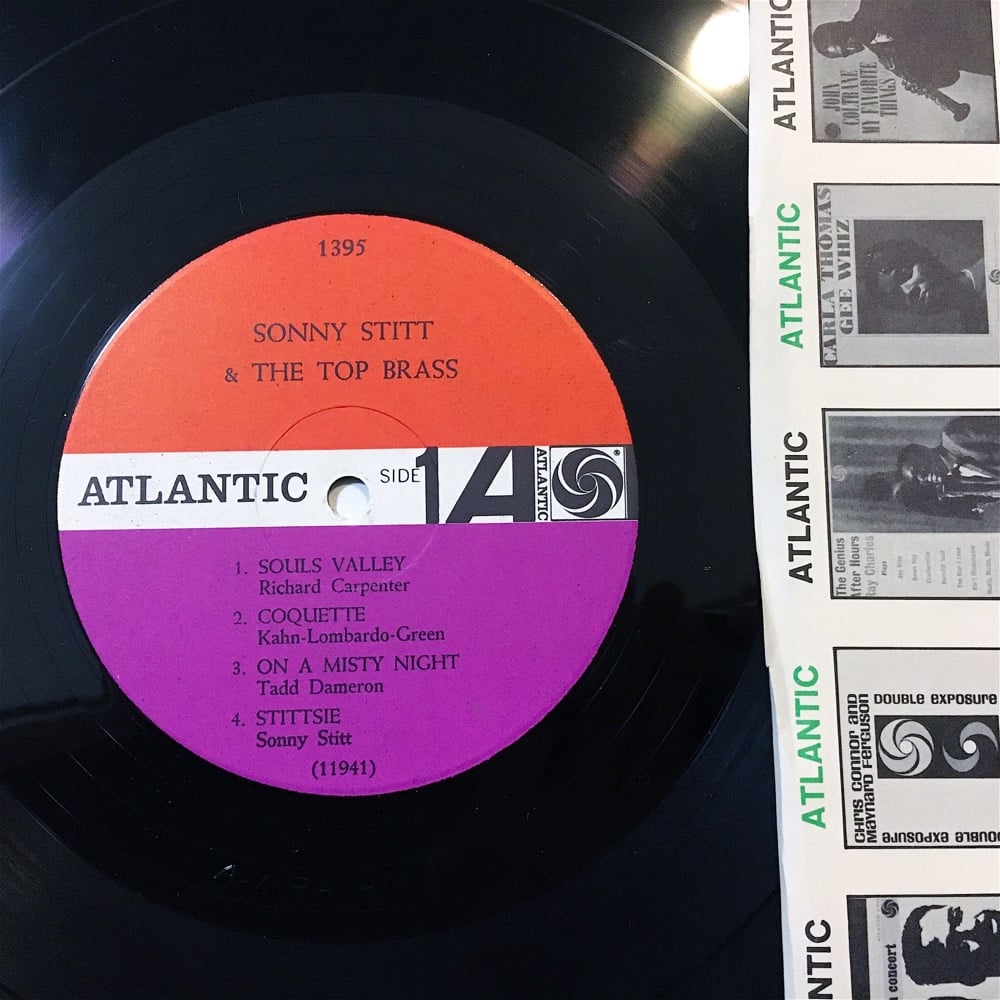 1395
SONNY STITT
& THE TOP BRASS
ATLANTIC
SIDE 1
A
ATLANTIC
®
1. SOULS VALLEY
Richard Carpenter
2. COQUETTE
Kahn-Lombardo-Green
3. ON A MISTY NIGHT
Tadd Dameron
4. STITTSIE
Sonny Stitt
(11941)
ATLANTIC
JOHN
COLTRANE
MY FAVORITE
THINGS
ATLANTIC
CARLA THOMAS
GEE WHIZ
ATLANTIC
The Genius
After Hours
Ray Charles
Plays
ATLANTIC
DOUBLE EXPOSURE
CHRIS CONNOR AND
MAYNARD FERGUSON
DOUBLE EXPOSURE
NTIC
concert